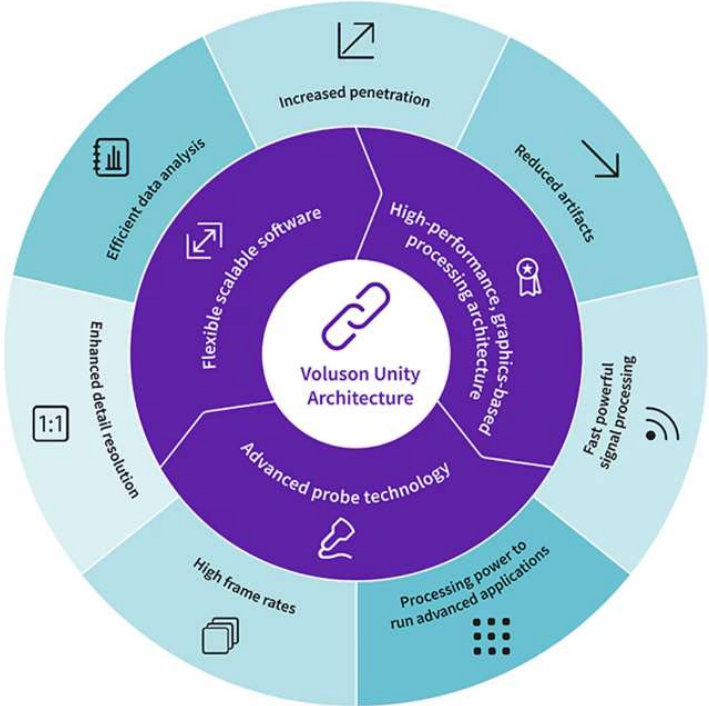 Increased penetration
Reduced artifacts
Fast powerful
signal processing
Processing power to
run advanced applications
High frame rates
Enhanced detail resolution
1:1
Efficient data analysis
High-performance, graphics-based
processing architecture
Advanced probe technology
Flexible scalable software
Voluson Unity
Architecture